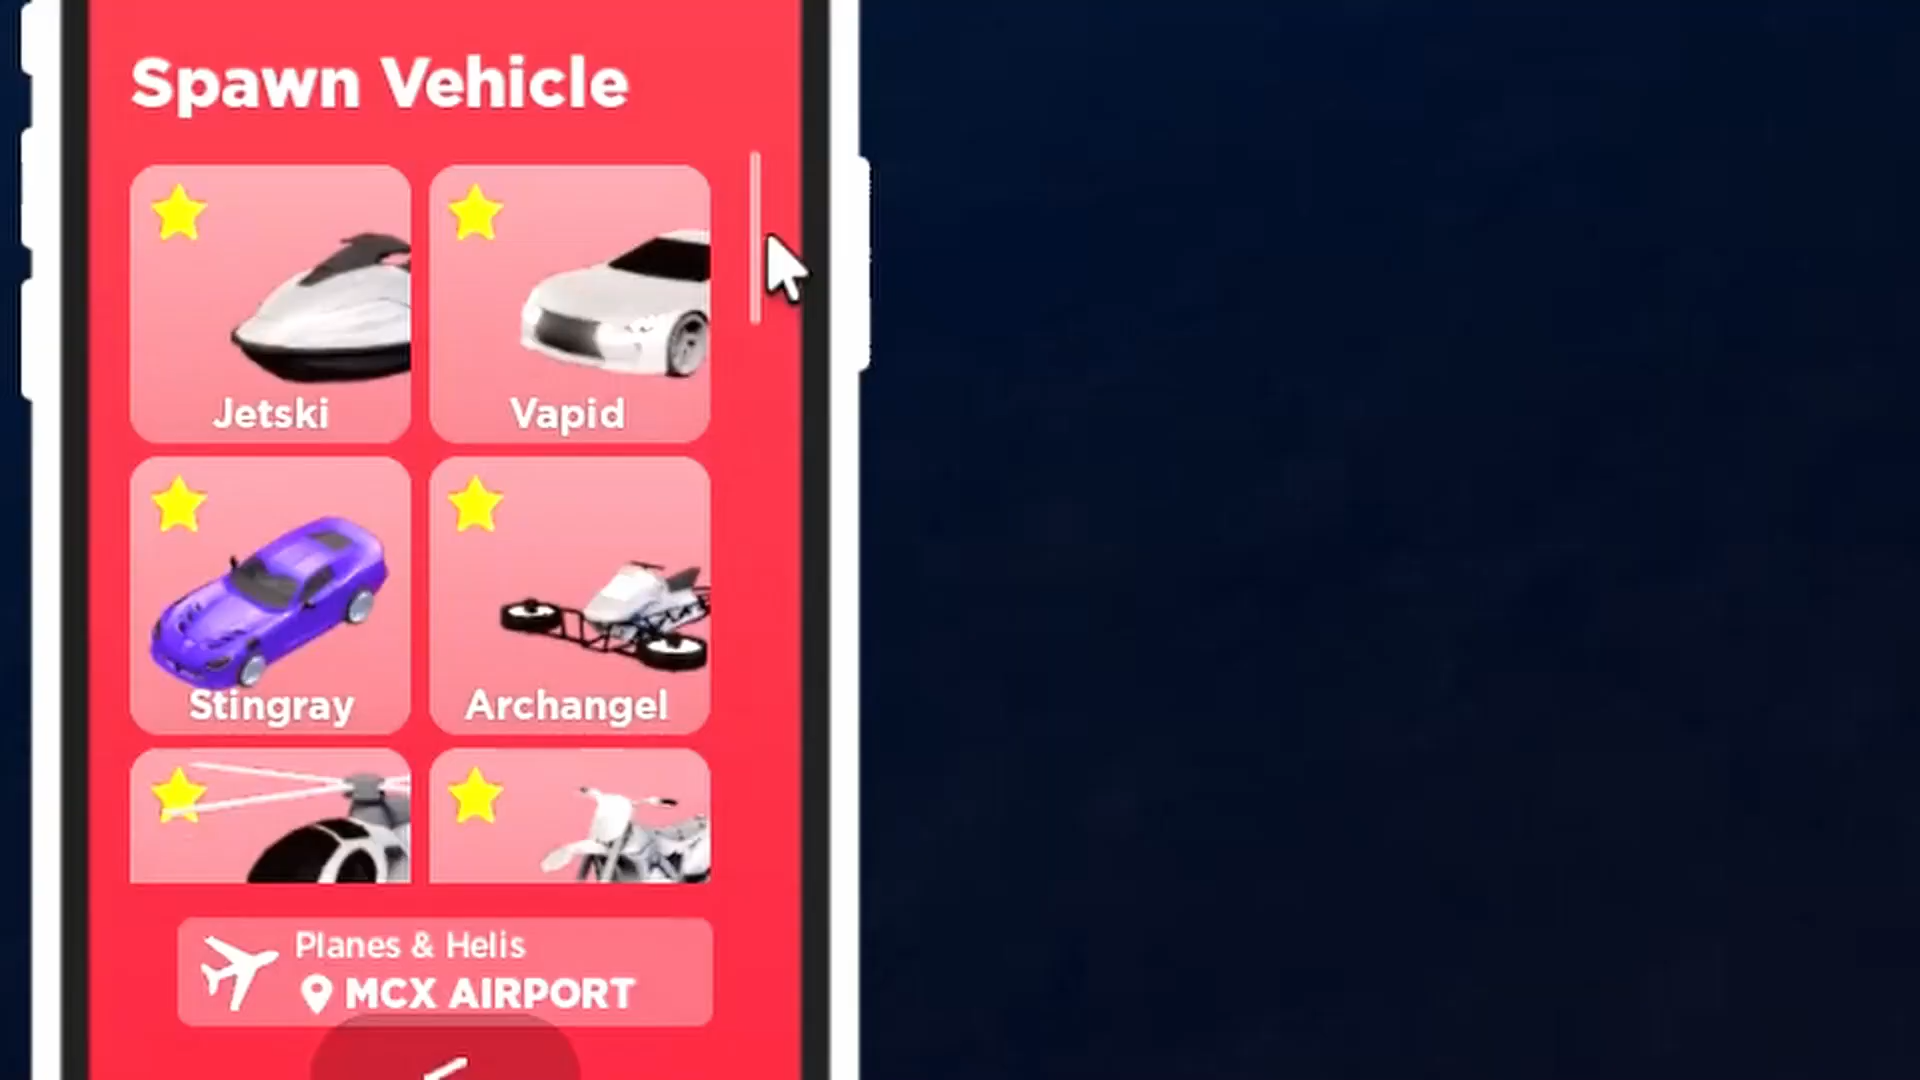 Spawn Vehicle
Jetski
Vapid
Stingray
Archangel
Planes & Helis
MCX AIRPORT